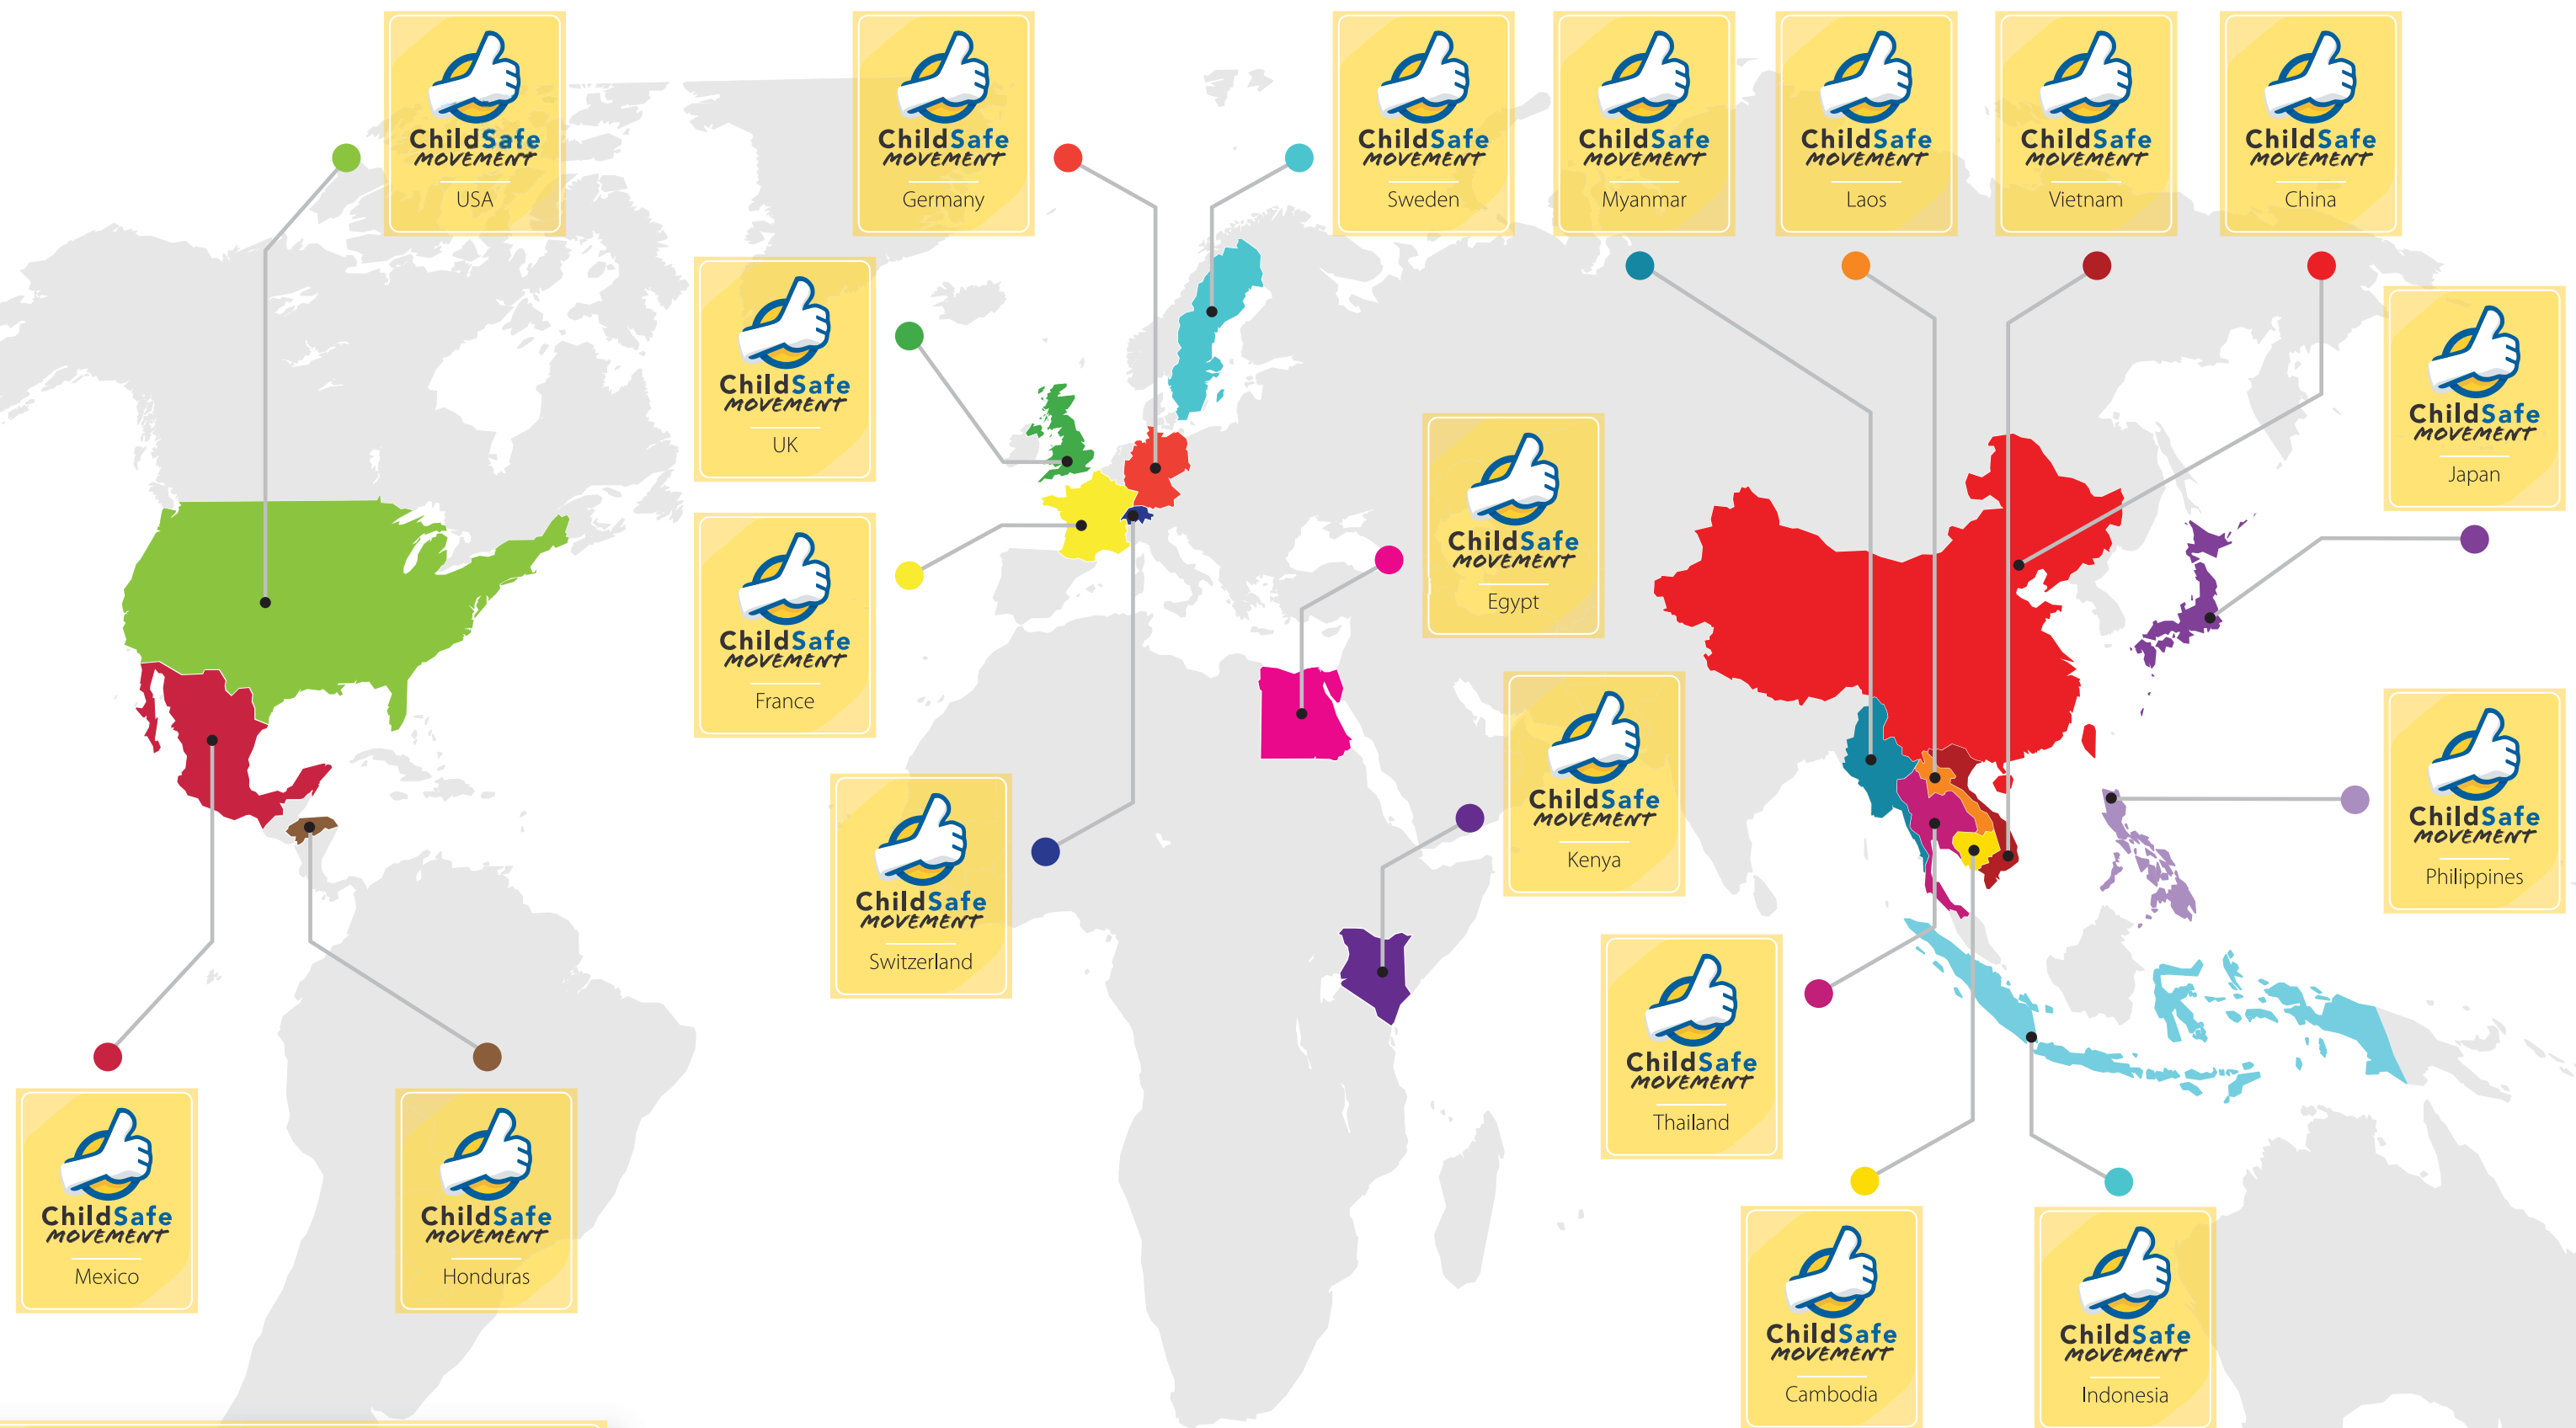 ChildSafe
MOVEMENT
USA
ChildSafe
MOVEMENT
Germany
ChildSafe
MOVEMENT
Sweden
ChildSafe
MOVEMENT
Myanmar
ChildSafe
MOVEMENT
Laos
ChildSafe
MOVEMENT
Vietnam
ChildSafe
MOVEMENT
China
ChildSafe
MOVEMENT
UK
ChildSafe
MOVEMENT
Japan
ChildSafe
MOVEMENT
Egypt
ChildSafe
MOVEMENT
France
ChildSafe
MOVEMENT
Kenya
ChildSafe
MOVEMENT
Philippines
ChildSafe
MOVEMENT
Switzerland
ChildSafe
MOVEMENT
Thailand
ChildSafe
MOVEMENT
Mexico
ChildSafe
MOVEMENT
Honduras
ChildSafe
MOVEMENT
Cambodia
ChildSafe
MOVEMENT
Indonesia